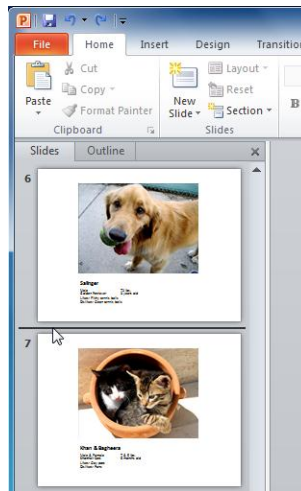 P
File Home Insert Design Transition
Cut
Copy
Format Painter
Paste
Clipboard
New Slide
Layout
Reset
Section
Slides
B
Slides Outline
6
Salinger
7
Khan & Bagheera